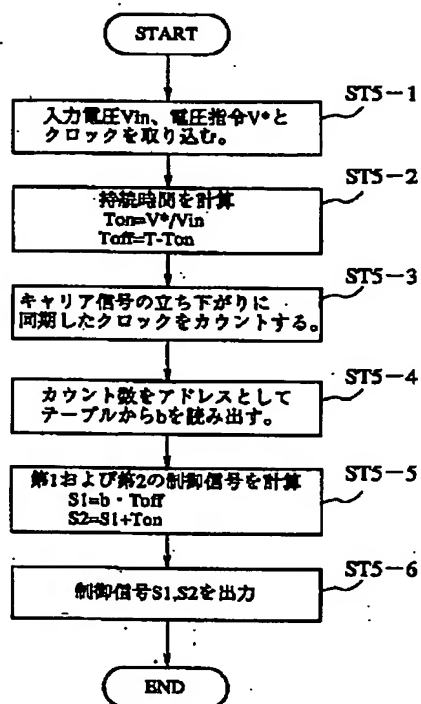 START
ST5-1
入力電圧Vin、電圧指令V*と
クロックを取り込む。
ST5-2
持続時間を計算
Ton=V*/Vin
Toff=T-Ton
ST5-3
キャリア信号の立ち下がりに
同期したクロックをカウントする。
ST5-4
カウント数をアドレスとして
テーブルからbを読み出す。
ST5-5
第1および第2の制御信号を計算
S1=b・Toff
S2=S1+Ton
ST5-6
制御信号S1,S2を出力
END